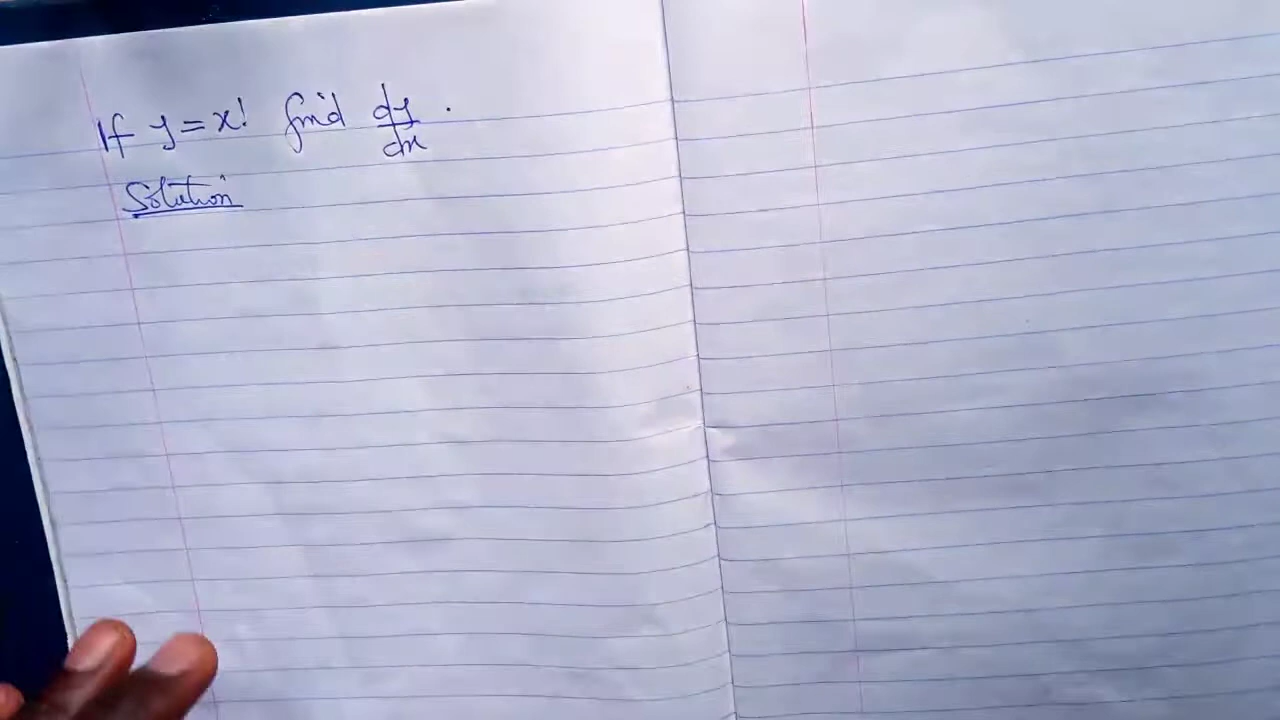 If y = x! find dy/dx.
Solution